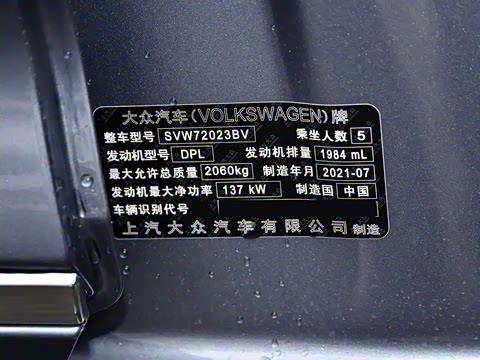 大众汽车(VOLKSWAGEN)牌
整车型号 SVW72023BV 乘坐人数 5
发动机型号 DPL 发动机排量 1984 mL
最大允许总质量 2060kg 制造年月 2021-07
发动机最大净功率 137 kW 制造国 中国
车辆识别代号
上汽大众汽车有限公司 制造